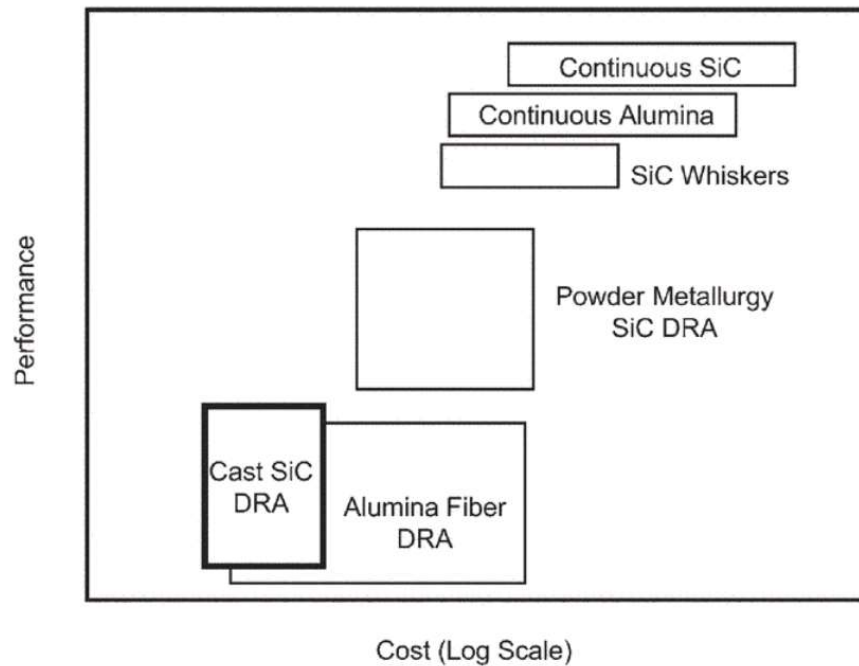 Continuous SiC
Continuous Alumina
SiC Whiskers
Powder Metallurgy
SiC DRA
Cast SiC
DRA
Alumina Fiber
DRA
Performance
Cost (Log Scale)